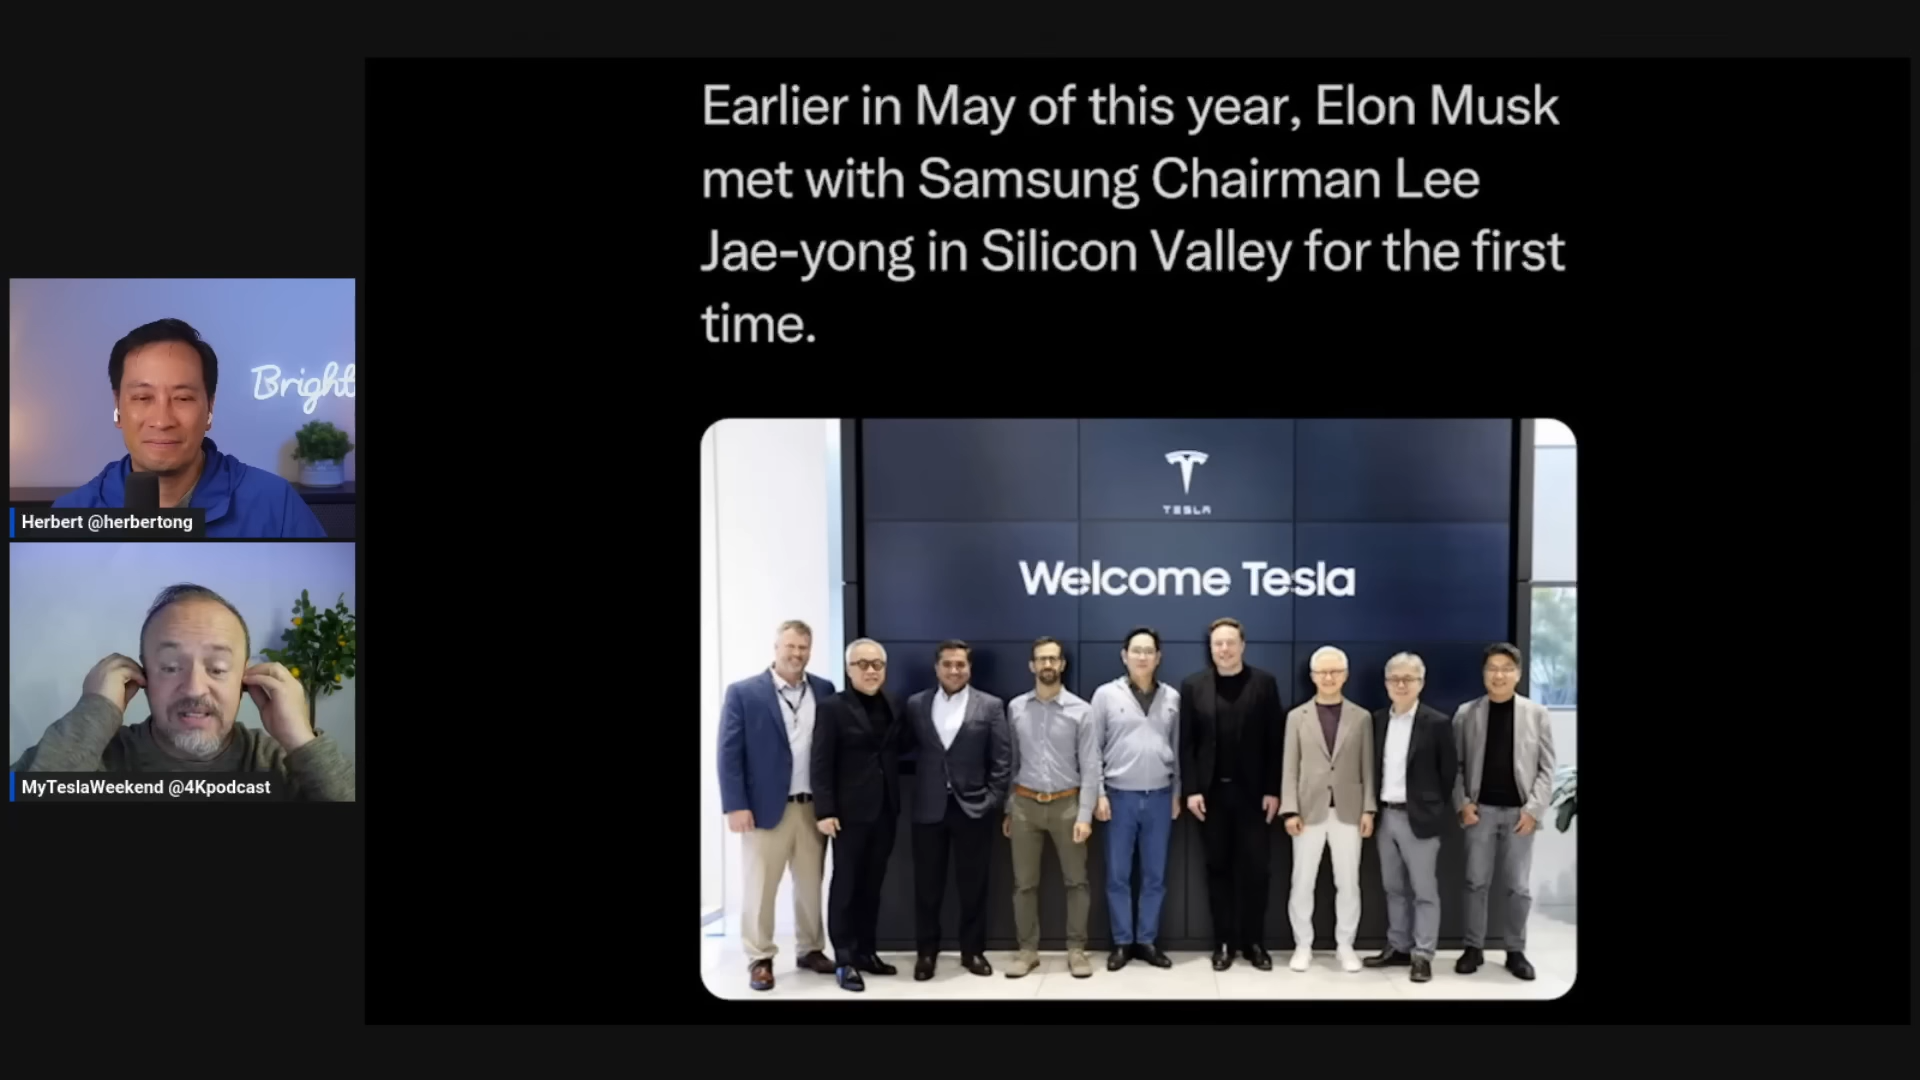 Earlier in May of this year, Elon Musk
met with Samsung Chairman Lee
Jae-yong in Silicon Valley for the first
time.
Bright
Herbert @herbertong
MyTeslaWeekend @4Kpodcast
TESLA
Welcome Tesla